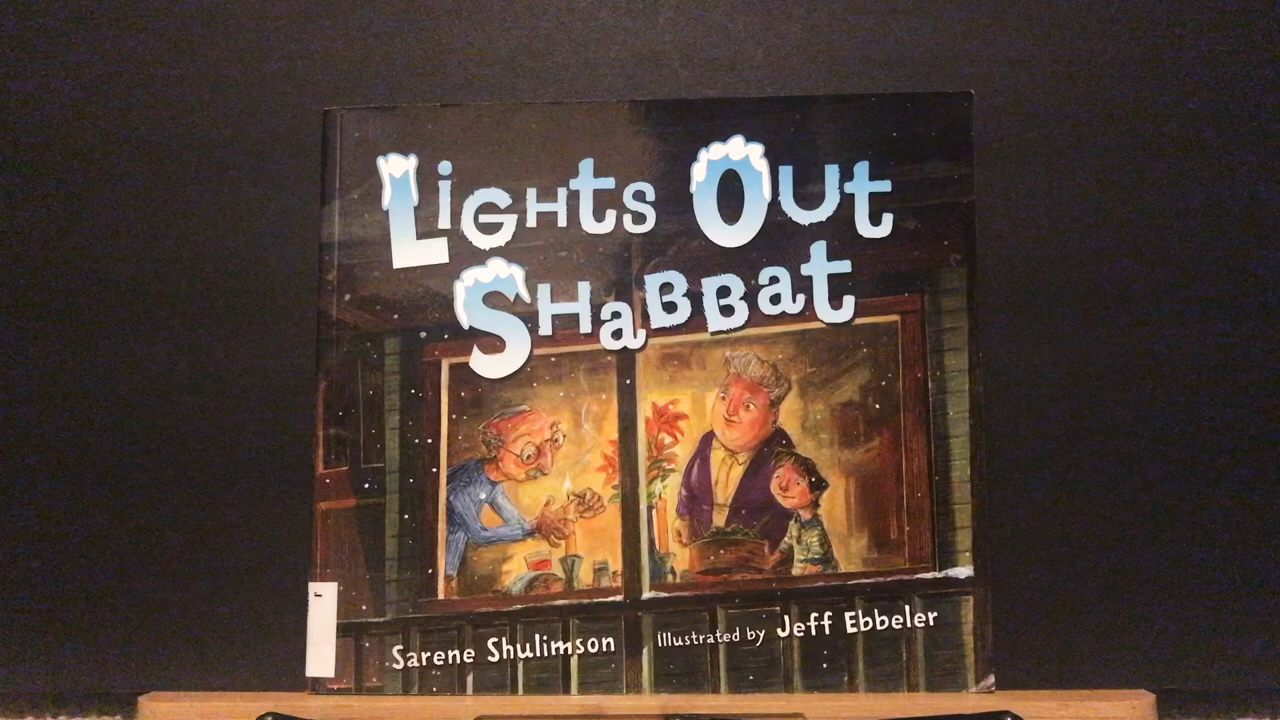 Lights Out
Shabbat
Sarene Shulimson
Illustrated by Jeff Ebbeler